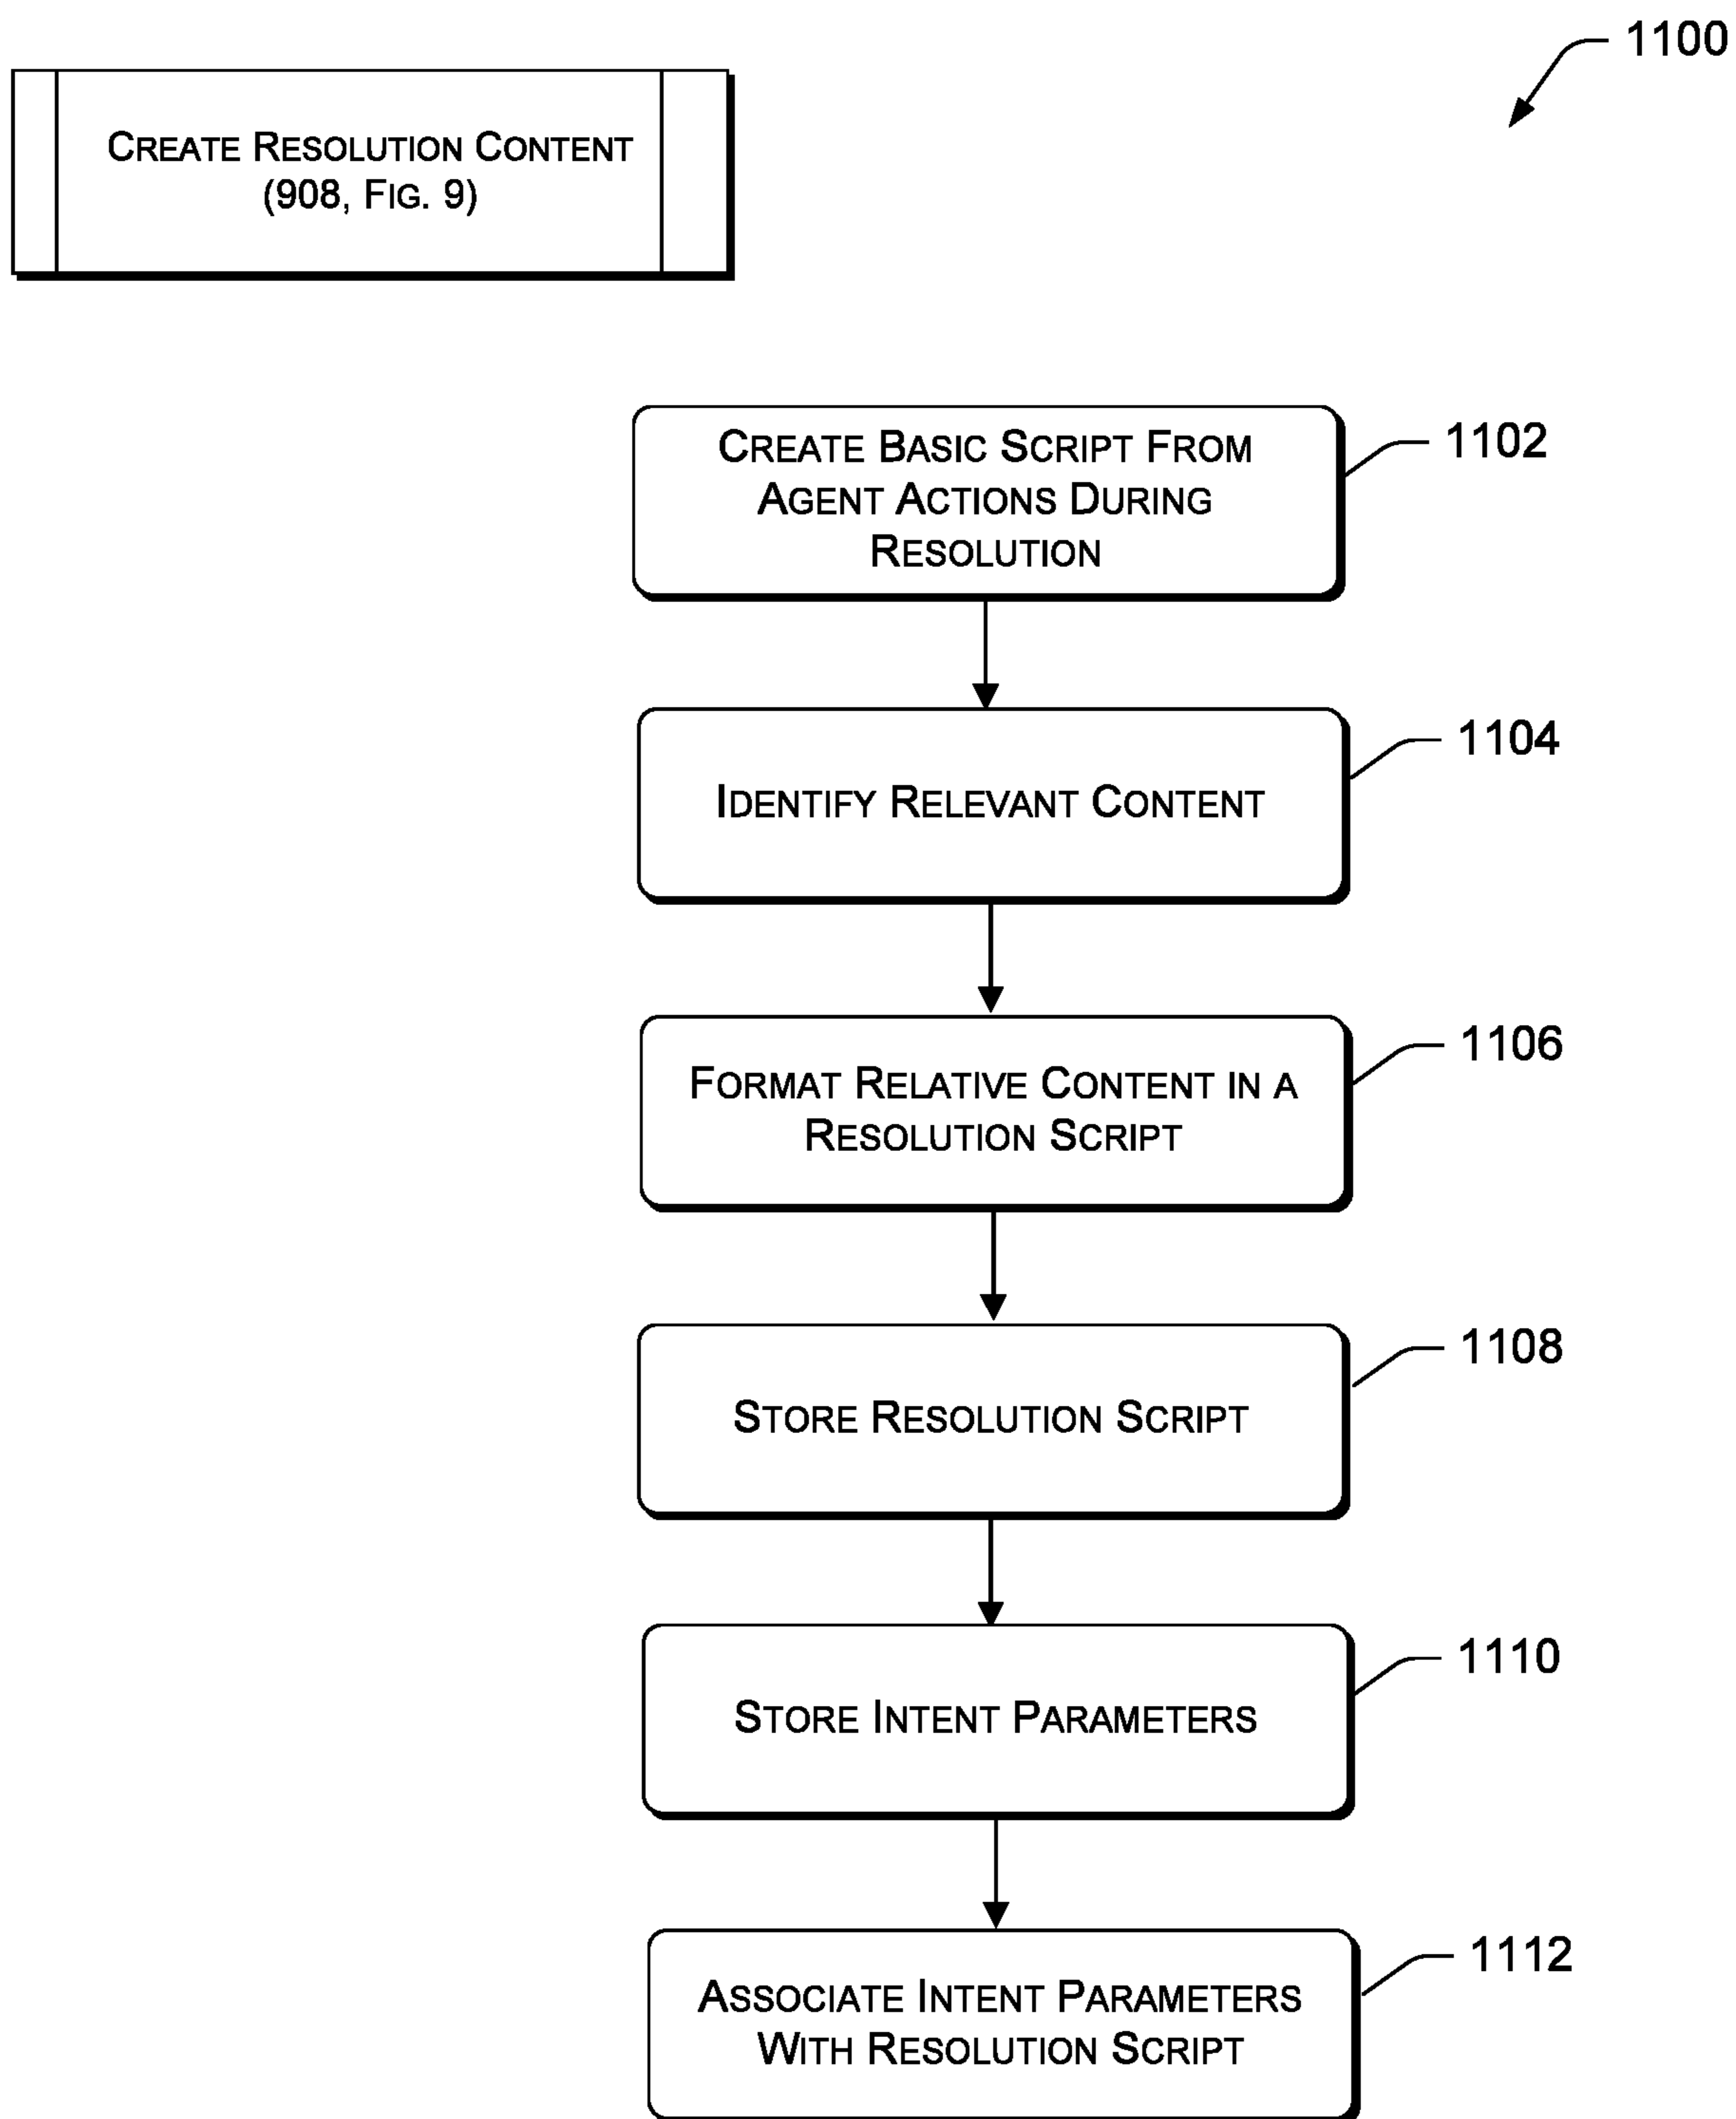 1100
CREATE RESOLUTION CONTENT
(908, FIG. 9)
CREATE BASIC SCRIPT FROM
AGENT ACTIONS DURING
RESOLUTION
1102
IDENTIFY RELEVANT CONTENT
1104
FORMAT RELATIVE CONTENT IN A
RESOLUTION SCRIPT
1106
STORE RESOLUTION SCRIPT
1108
STORE INTENT PARAMETERS
1110
ASSOCIATE INTENT PARAMETERS
WITH RESOLUTION SCRIPT
1112